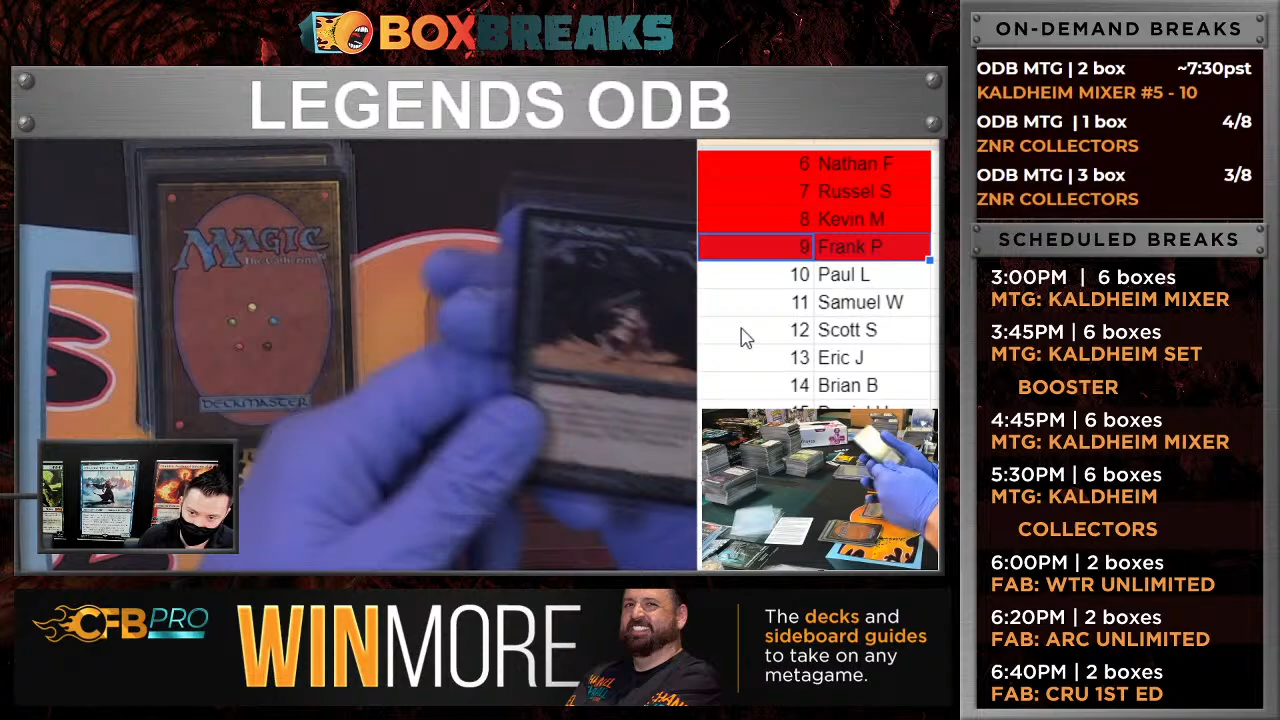 BOXBREAKS
LEGENDS ODB
MAGIC
The Gathering
DECKMASTER
6 Nathan F
7 Russel S
8 Kevin M
9 Frank P
10 Paul L
11 Samuel W
12 Scott S
13 Eric J
14 Brian B
CFBPRO
WINMORE
The decks and
sideboard guides
to take on any
metagame.
ON-DEMAND BREAKS
ODB MTG | 2 box ~7:30pst
KALDHEIM MIXER #5 - 10
ODB MTG | 1 box 4/8
ZNR COLLECTORS
ODB MTG | 3 box 3/8
ZNR COLLECTORS
SCHEDULED BREAKS
3:00PM | 6 boxes
MTG: KALDHEIM MIXER
3:45PM | 6 boxes
MTG: KALDHEIM SET
BOOSTER
4:45PM | 6 boxes
MTG: KALDHEIM MIXER
5:30PM | 6 boxes
MTG: KALDHEIM
COLLECTORS
6:00PM | 2 boxes
FAB: WTR UNLIMITED
6:20PM | 2 boxes
FAB: ARC UNLIMITED
6:40PM | 2 boxes
FAB: CRU 1ST ED